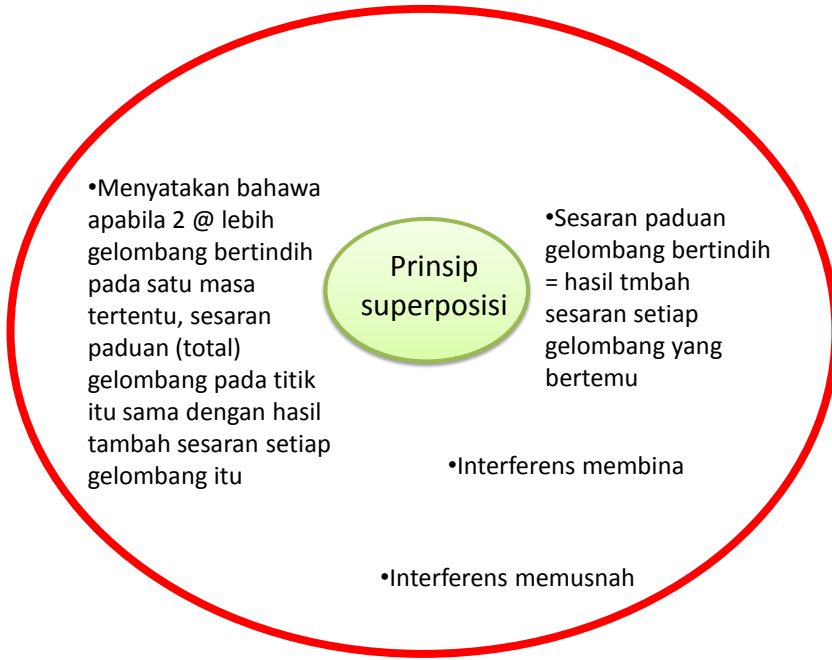 •Menyatakan bahawa
apabila 2 @ lebih
gelombang bertindih
pada satu masa
tertentu, sesaran
paduan (total)
gelombang pada titik
itu sama dengan hasil
tambah sesaran setiap
gelombang itu
Prinsip
superposisi
•Sesaran paduan
gelombang bertindih
= hasil tmbah
sesaran setiap
gelombang yang
bertemu
•Interferens membina
•Interferens memusnah